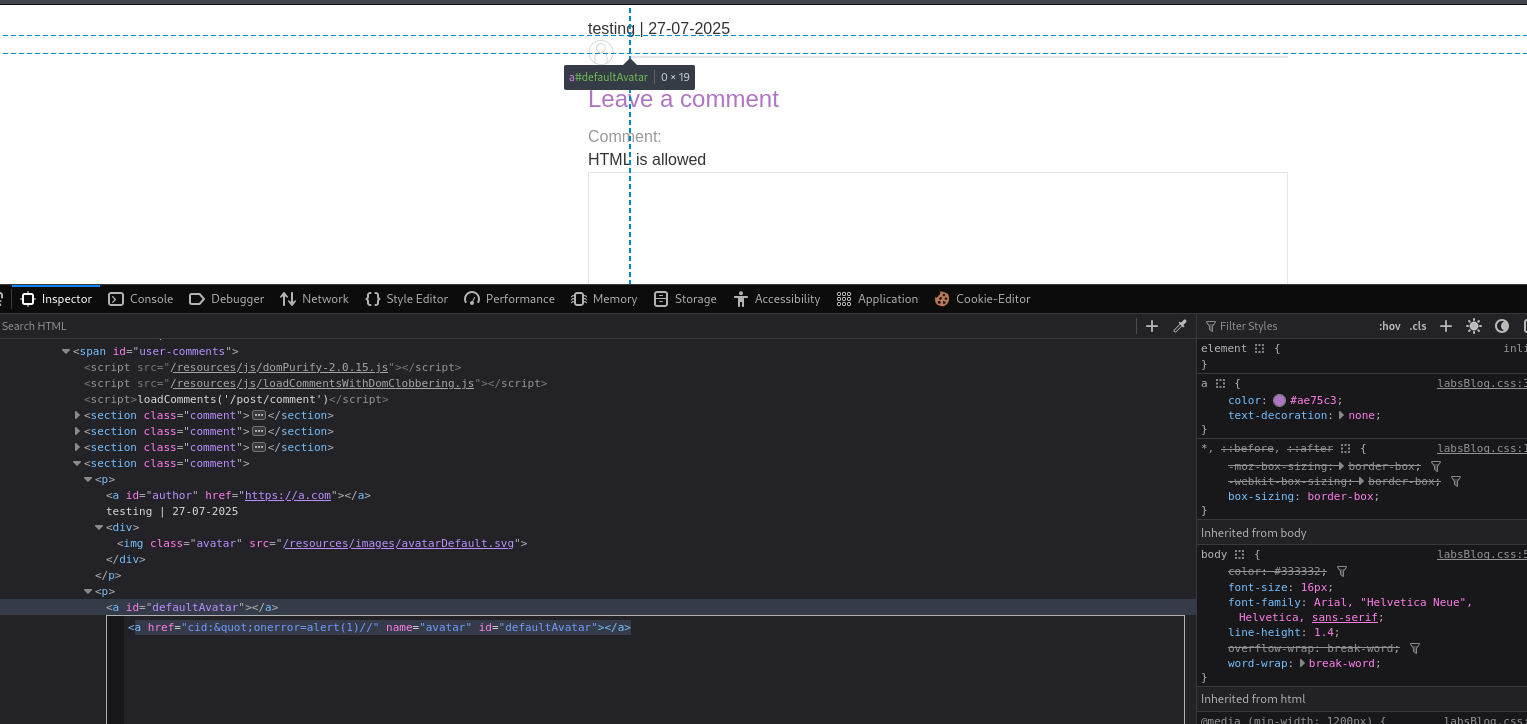 testing | 27-07-2025
a#defaultAvatar 0 × 19
Leave a comment
Comment:
HTML is allowed
Inspector Console Debugger Network Style Editor Performance Memory Storage Accessibility Application Cookie-Editor
Search HTML
Filter Styles :hov .cls
<span id="user-comments">
<script src="/resources/js/domPurify-2.0.15.js"></script>
<script src="/resources/js/loadCommentsWithDomClobbering.js"></script>
<script>loadComments('/post/comment')</script>
<section class="comment"></section>
<section class="comment"></section>
<section class="comment"></section>
<section class="comment">
<p>
<a id="author" href="https://a.com"></a>
testing | 27-07-2025
<div>
<img class="avatar" src="/resources/images/avatarDefault.svg">
</div>
</p>
<p>
<a id="defaultAvatar"></a>
<a href="cid:&quot;onerror=alert(1)//" name="avatar" id="defaultAvatar"></a>
element { inli
}
a { labsBlog.css:3
color: #ae75c3;
text-decoration: none;
}
*, ::before, ::after { labsBlog.css:1
-moz-box-sizing: border-box;
-webkit-box-sizing: border-box;
box-sizing: border-box;
}
Inherited from body
body { labsBlog.css:5
color: #333332;
font-size: 16px;
font-family: Arial, "Helvetica Neue",
Helvetica, sans-serif;
line-height: 1.4;
overflow-wrap: break-word;
word-wrap: break-word;
}
Inherited from html
@media (min-width: 1200px) { labsBlog.css